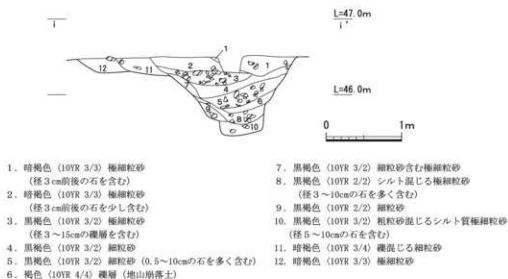 L=47.0m
i
i'
1
2
1
12
11
3
4
5
6
8
10
L=46.0m
0
1m
1. 暗褐色 (10YR 3/3) 極細粒砂
(径3cm前後の石を含む)
2. 暗褐色 (10YR 3/3) 極細粒砂
(径3cm前後の石を少し含む)
3. 黒褐色 (10YR 3/2) 極細粒砂
(径3～15cmの礫層を含む)
4. 黒褐色 (10YR 3/2) 細粒砂
5. 黒褐色 (10YR 3/2) 細粒砂 (0.5～10cmの石を多く含む)
6. 褐色 (10YR 4/4) 礫層 (地山崩落土)
7. 黒褐色 (10YR 3/2) 細粒砂含む極細粒砂
8. 黒褐色 (10YR 2/2) シルト混じる極細粒砂
(径3～10cmの石を多く含む)
9. 黒褐色 (10YR 2/2) 細粒砂
10. 黒褐色 (10YR 3/2) 粗粒砂混じるシルト質極細粒砂
(径5～10cmの石を含む)
11. 暗褐色 (10YR 3/4) 礫混じる細粒砂
12. 暗褐色 (10YR 3/3) 極細粒砂